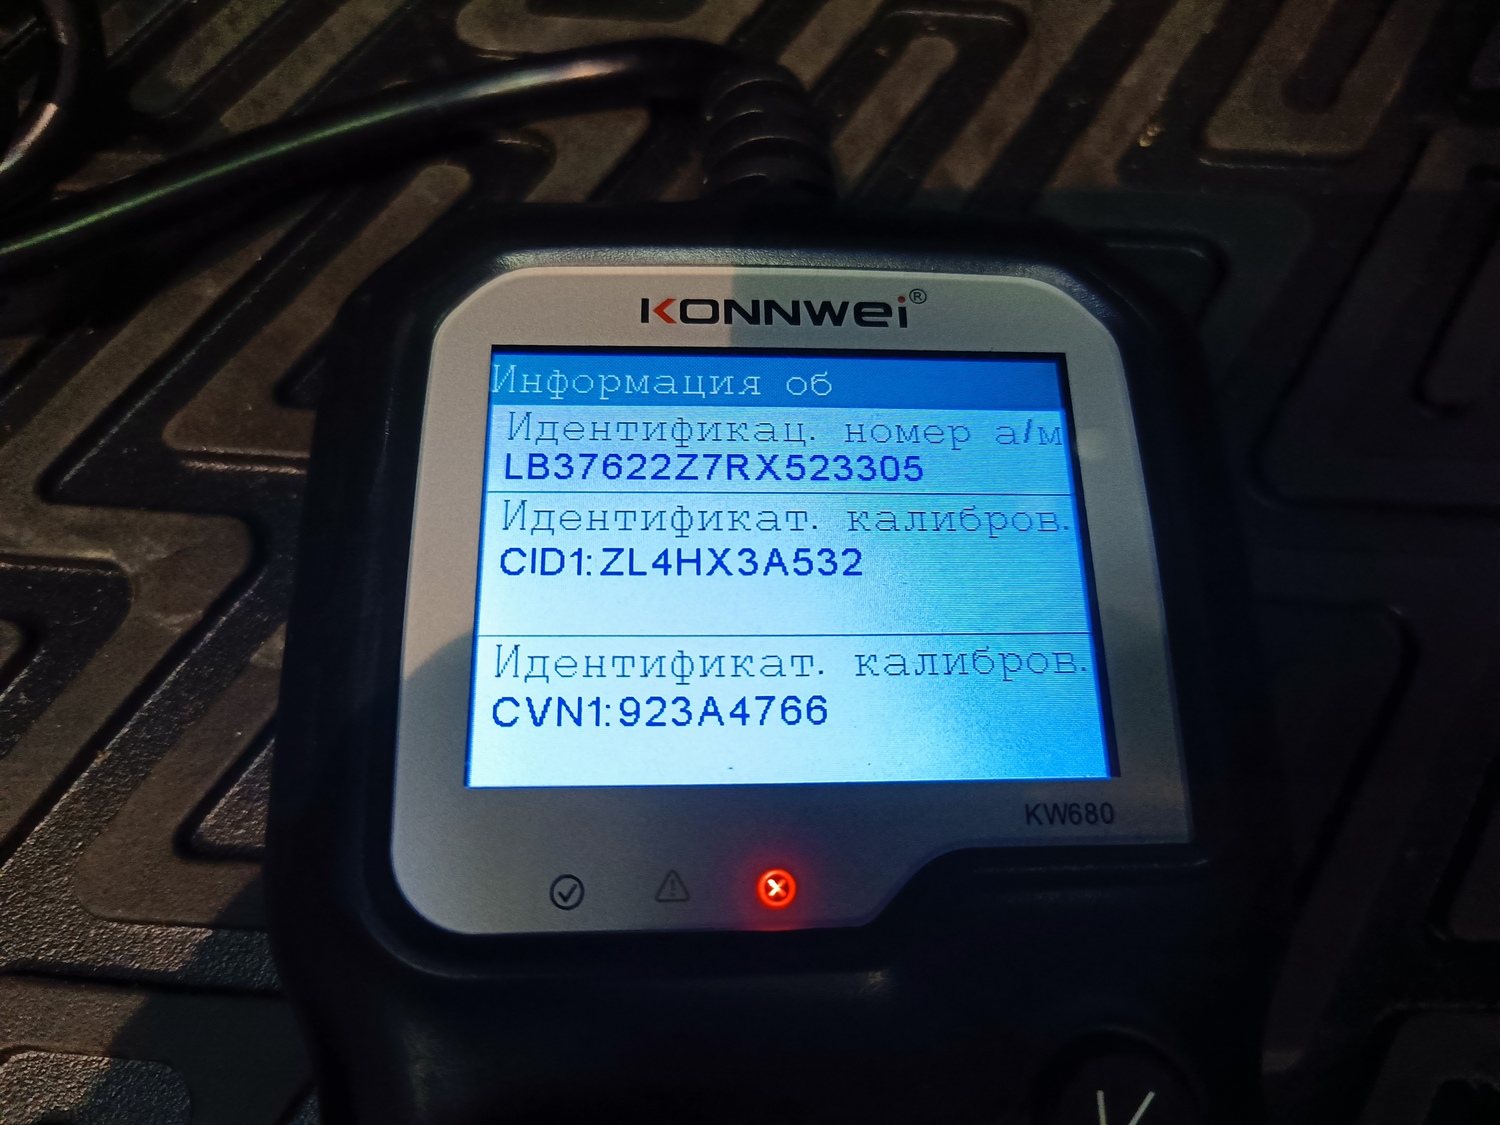 KONNWEI®
Информация об
Идентификац. номер а/м
LB37622Z7RX523305
Идентификат. калибров.
CID1:ZL4HX3A532
Идентификат. калибров.
CVN1:923A4766
KW680